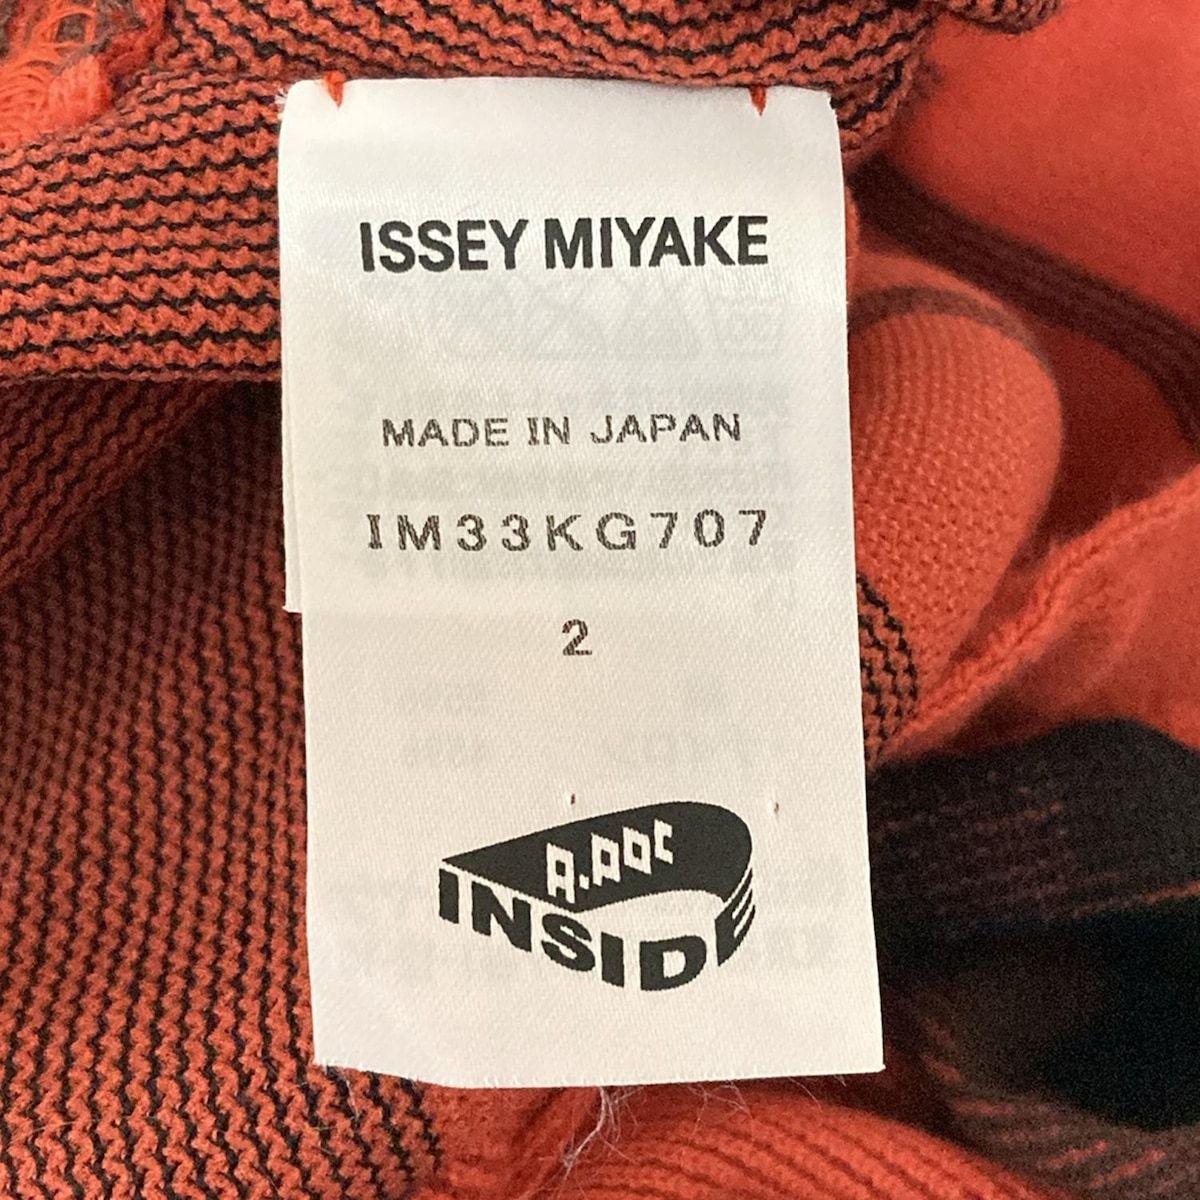 ISSEY MIYAKE
MADE IN JAPAN
IM33KG707
2
A.POC
INSIDE